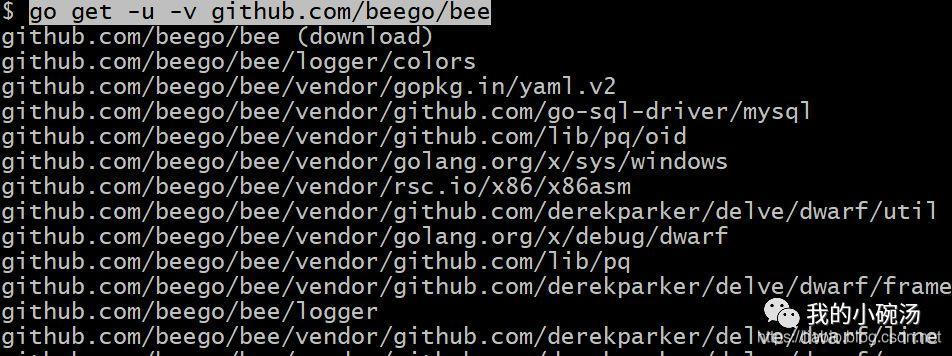 $ go get -u -v github.com/beego/bee
github.com/beego/bee (download)
github.com/beego/bee/logger/colors
github.com/beego/bee/vendor/gopkg.in/yaml.v2
github.com/beego/bee/vendor/github.com/go-sql-driver/mysql
github.com/beego/bee/vendor/github.com/lib/pq/oid
github.com/beego/bee/vendor/golang.org/x/sys/windows
github.com/beego/bee/vendor/rsc.io/x86/x86asm
github.com/beego/bee/vendor/github.com/derekparker/delve/dwarf/util
github.com/beego/bee/vendor/golang.org/x/debug/dwarf
github.com/beego/bee/vendor/github.com/lib/pq
github.com/beego/bee/vendor/github.com/derekparker/delve/dwarf/frame
github.com/beego/bee/logger
我的小碗汤
github.com/beego/bee/vendor/github.com/derekparker/delve/dwarf/line